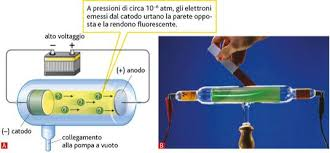 A pressioni di circa 10⁻⁶ atm, gli elettroni
emessi dal catodo urtano la parete oppo-
sta e la rendono fluorescente.
alto voltaggio
(+) anodo
(–) catodo
collegamento
alla pompa a vuoto
A
B